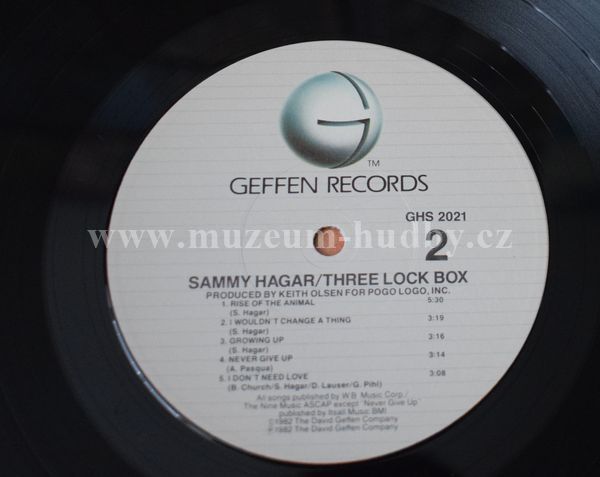 TM
GEFFEN RECORDS
GHS 2021
2
www.muzeum-hudby.cz
SAMMY HAGAR/THREE LOCK BOX
PRODUCED BY KEITH OLSEN FOR POGO LOGO, INC.
1. RISE OF THE ANIMAL 5:30
(S. Hagar)
2. I WOULDN'T CHANGE A THING 3:19
(S. Hagar)
3. GROWING UP 3:16
(S. Hagar)
4. NEVER GIVE UP 3:14
(A. Pasqua)
5. I DON'T NEED LOVE 3:08
(B. Church/S. Hagar/D. Lauser/G. Pihl)
All songs published by W.B. Music Corp./
The Nine Music ASCAP except "Never Give Up"
published by Itsall Music BMI
©1982 The David Geffen Company
℗1982 The David Geffen Company